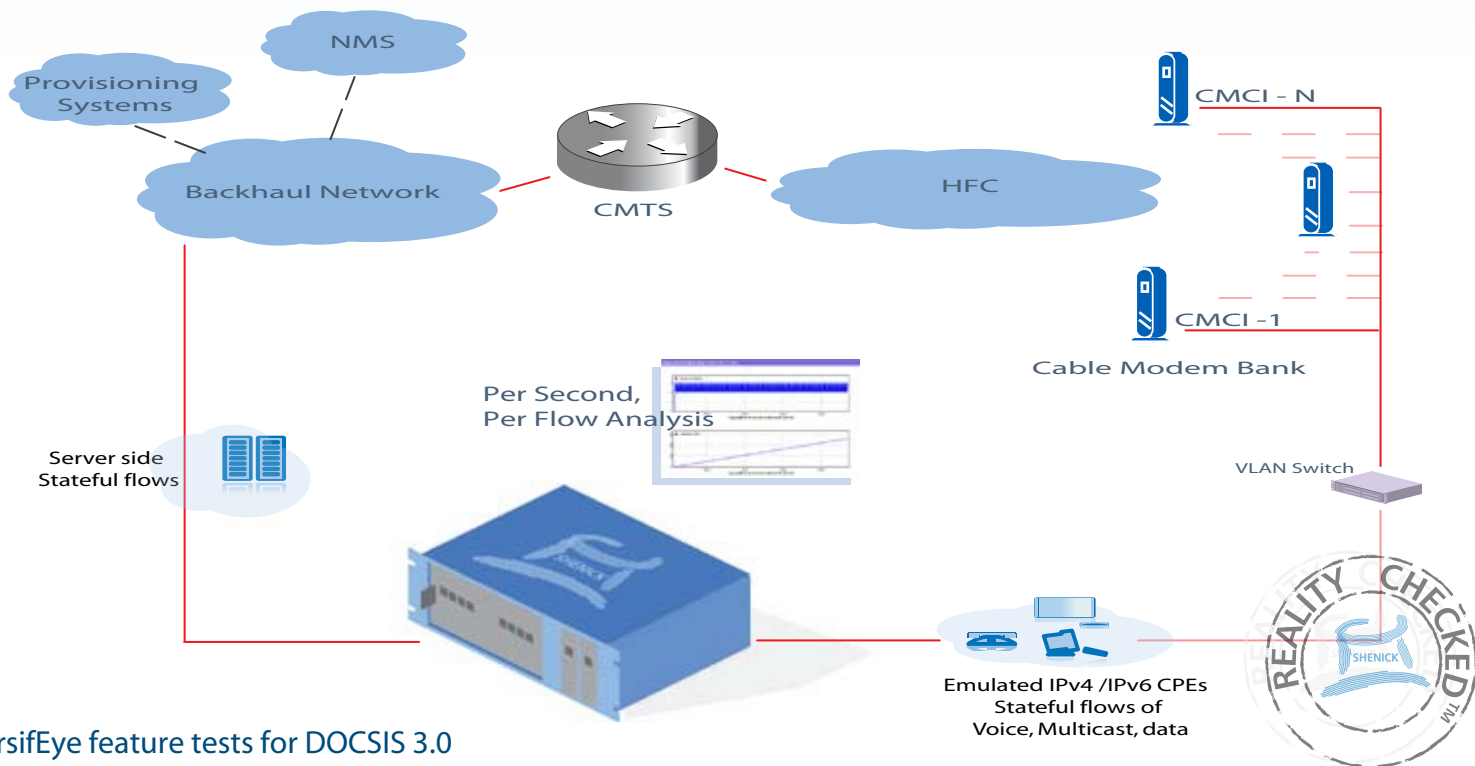 NMS
Provisioning
Systems
Backhaul Network
CMTS
HFC
CMCI - N
CMCI -1
Cable Modem Bank
Per Second,
Per Flow Analysis
Server side
Stateful flows
VLAN Switch
SHENICK
Emulated IPv4 /IPv6 CPEs
Stateful flows of
Voice, Multicast, data
REALITY CHECKED TM
SHENICK
rsifEye feature tests for DOCSIS 3.0